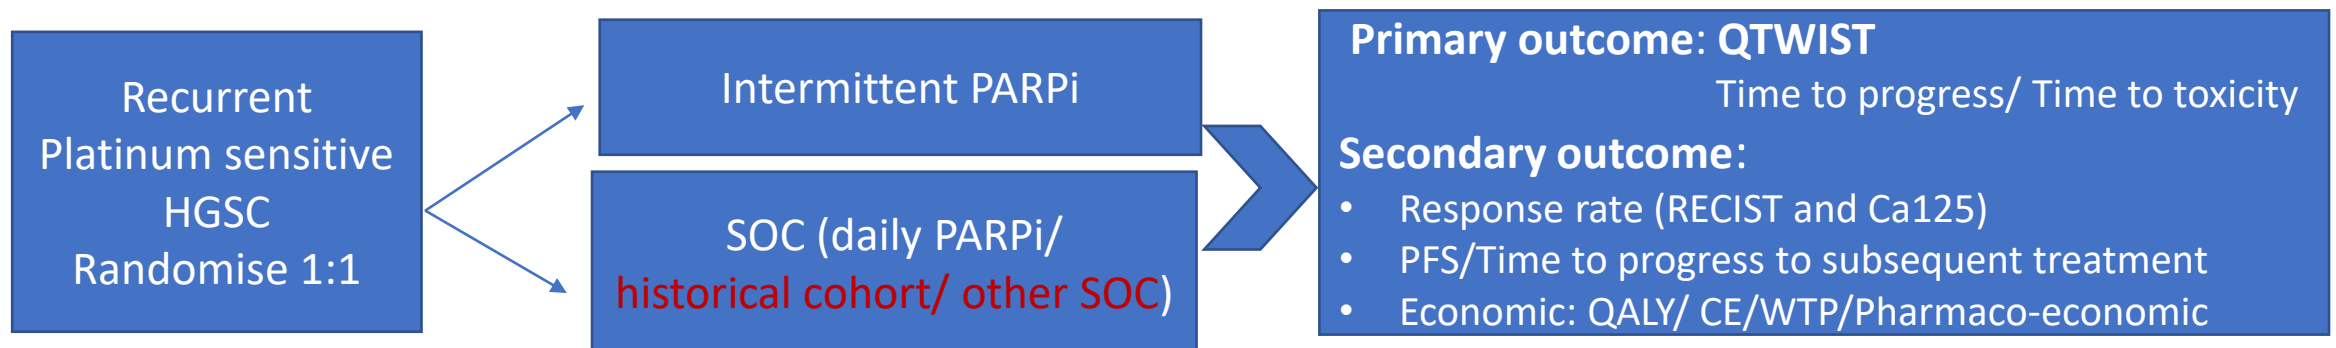 Recurrent
Platinum sensitive
HGSC
Randomise 1:1
Intermittent PARPi
SOC (daily PARPi/
historical cohort/ other SOC)
Primary outcome: QTWIST
Time to progress/ Time to toxicity
Secondary outcome:
• Response rate (RECIST and Ca125)
• PFS/Time to progress to subsequent treatment
• Economic: QALY/ CE/WTP/Pharmaco-economic